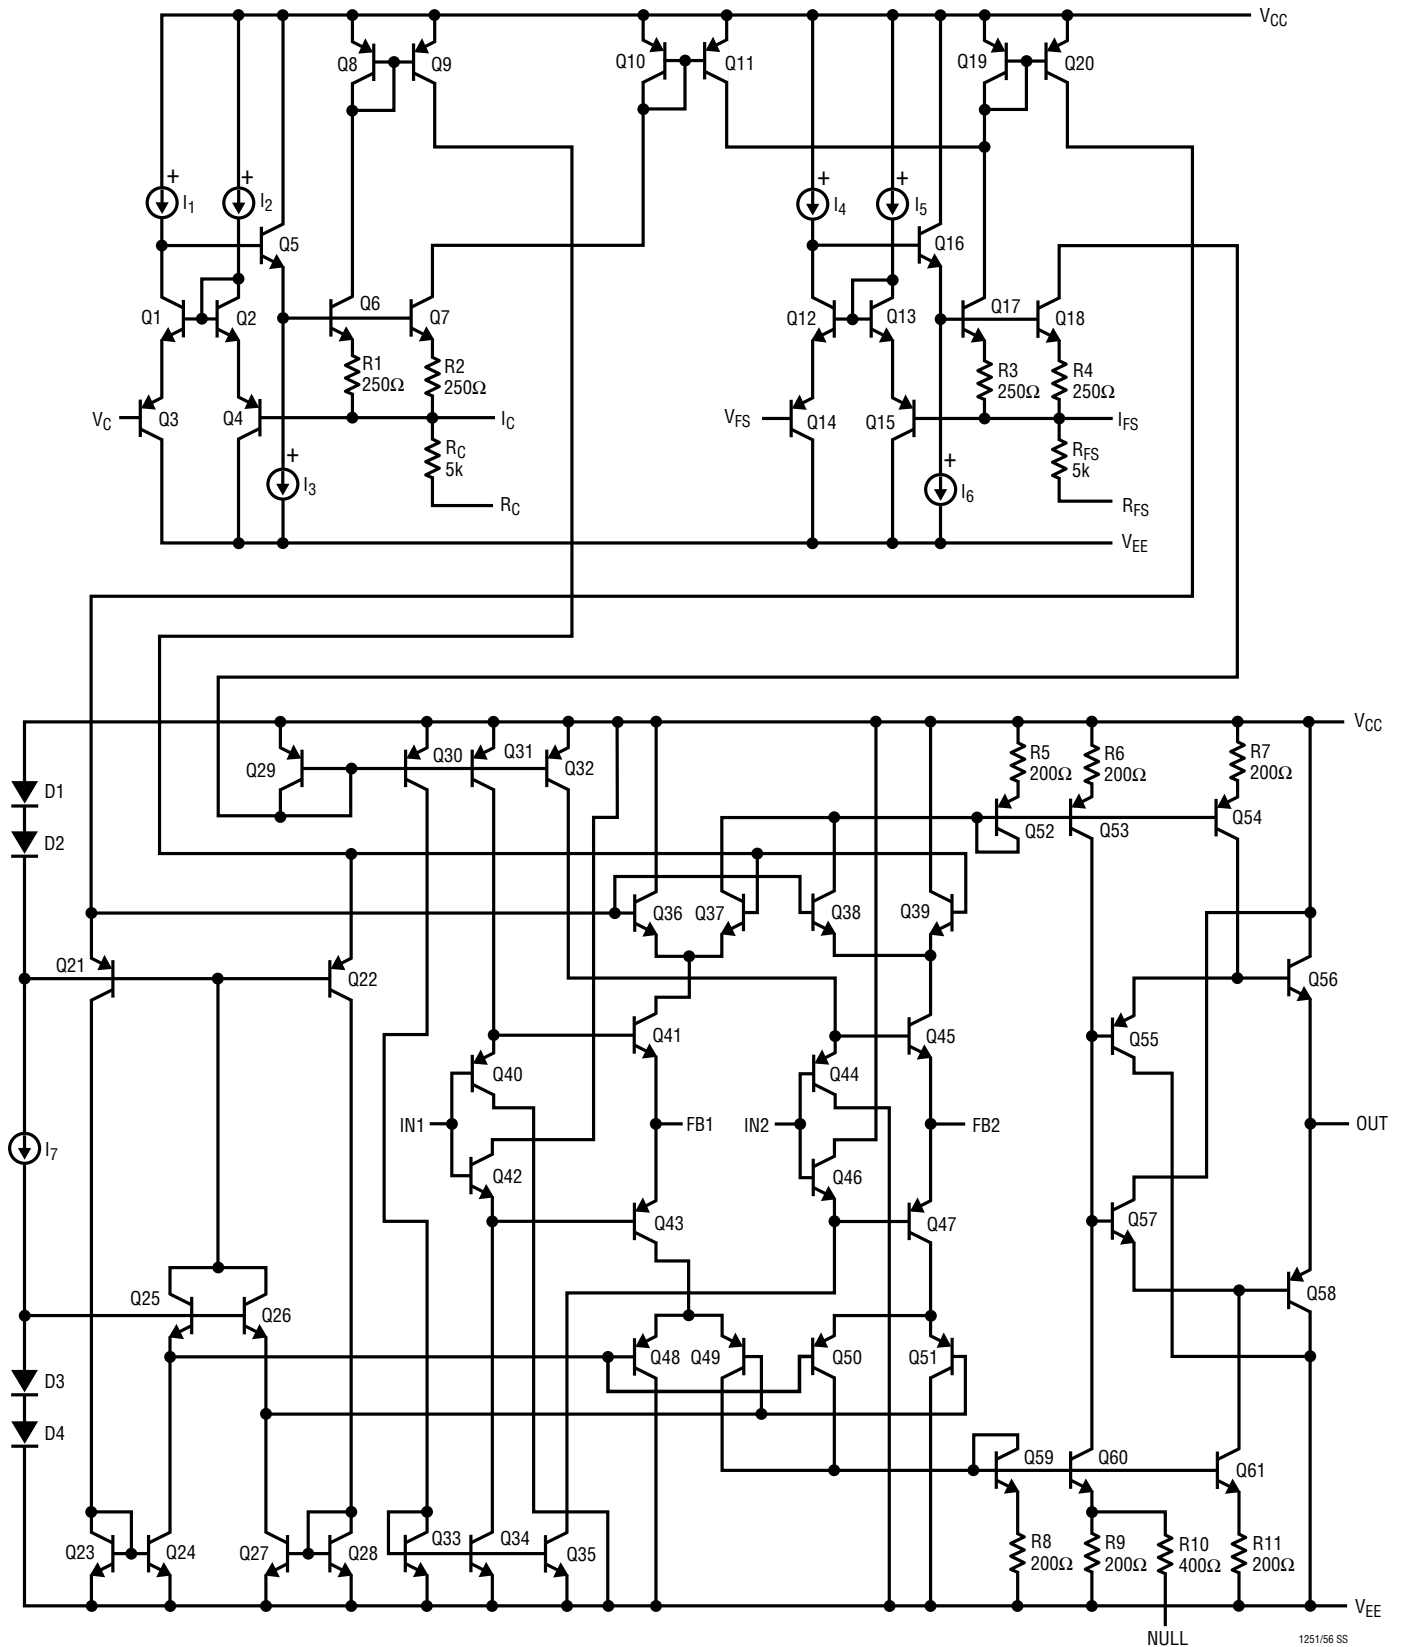 VCC
Q8
Q9
Q10
Q11
Q19
Q20
+
I1
+
I2
+
I4
+
I5
Q5
Q16
Q1
Q2
Q6
Q7
Q12
Q13
Q17
Q18
R1
250Ω
R2
250Ω
R3
250Ω
R4
250Ω
VC
Q3
Q4
IC
VFS
Q14
Q15
IFS
+
I3
RC
5k
RC
+
I6
RFS
5k
RFS
VEE
VCC
D1
D2
Q29
Q30
Q31
Q32
R5
200Ω
R6
200Ω
R7
200Ω
Q52
Q53
Q54
Q36
Q37
Q38
Q39
Q21
Q22
Q56
Q41
Q45
Q55
Q40
Q44
IN1
FB1
IN2
FB2
OUT
I7
Q42
Q46
Q43
Q47
Q57
Q25
Q26
Q58
Q48
Q49
Q50
Q51
D3
D4
Q59
Q60
Q61
Q23
Q24
Q27
Q28
Q33
Q34
Q35
R8
200Ω
R9
200Ω
R10
400Ω
R11
200Ω
VEE
NULL
1251/56 SS